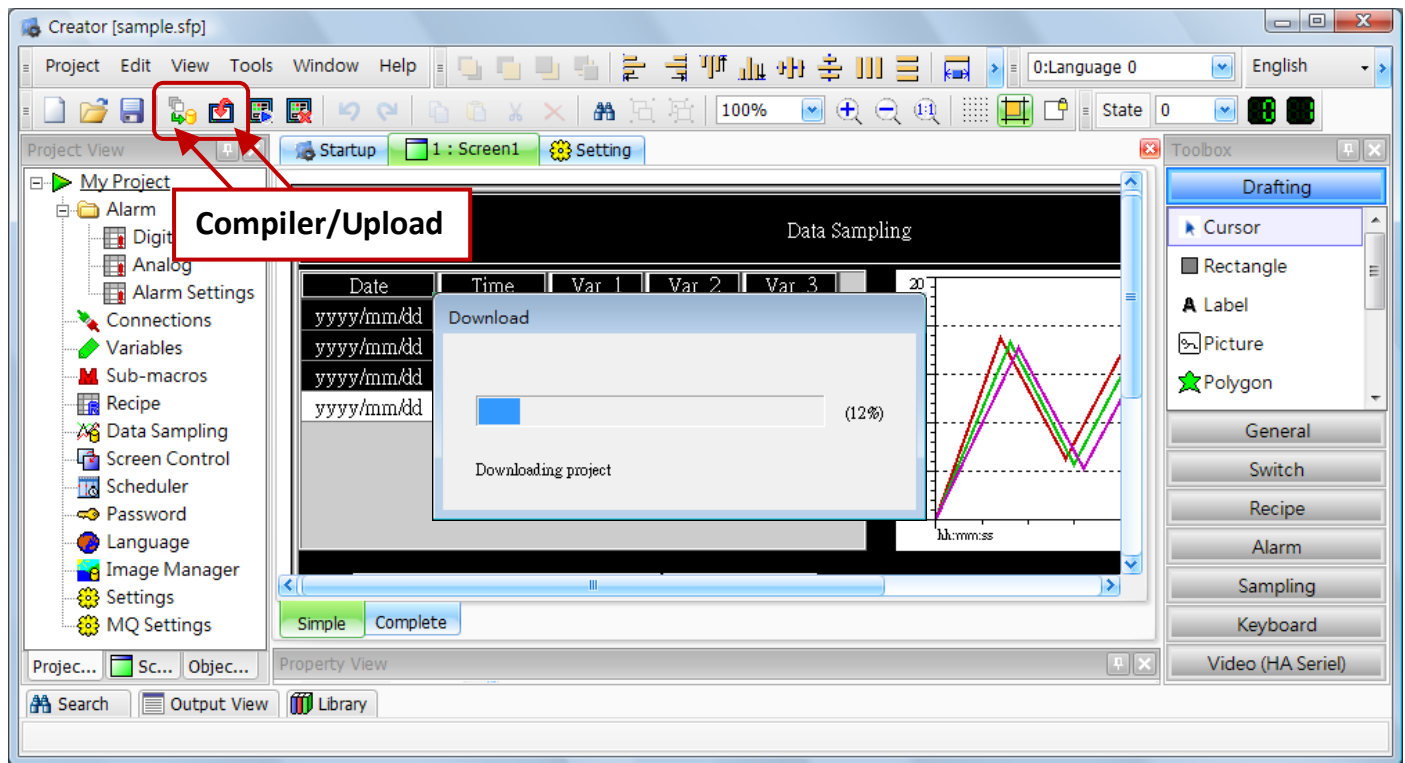 Creator [sample.sfp]
Project Edit View Tools Window Help 0:Language 0 English
100% State 0
Project View
My Project
Alarm
Digit
Analog
Alarm Settings
Connections
Variables
Sub-macros
Recipe
Data Sampling
Screen Control
Scheduler
Password
Language
Image Manager
Settings
MQ Settings
Projec... Sc... Objec...
Compiler/Upload
Startup 1 : Screen1 Setting
Data Sampling
Date Time Var 1 Var 2 Var 3
yyyy/mm/dd
yyyy/mm/dd
yyyy/mm/dd
yyyy/mm/dd
20
hh:mm:ss
Download
(12%)
Downloading project
Simple Complete
Property View
Toolbox
Drafting
Cursor
Rectangle
A Label
Picture
Polygon
General
Switch
Recipe
Alarm
Sampling
Keyboard
Video (HA Seriel)
Search Output View Library